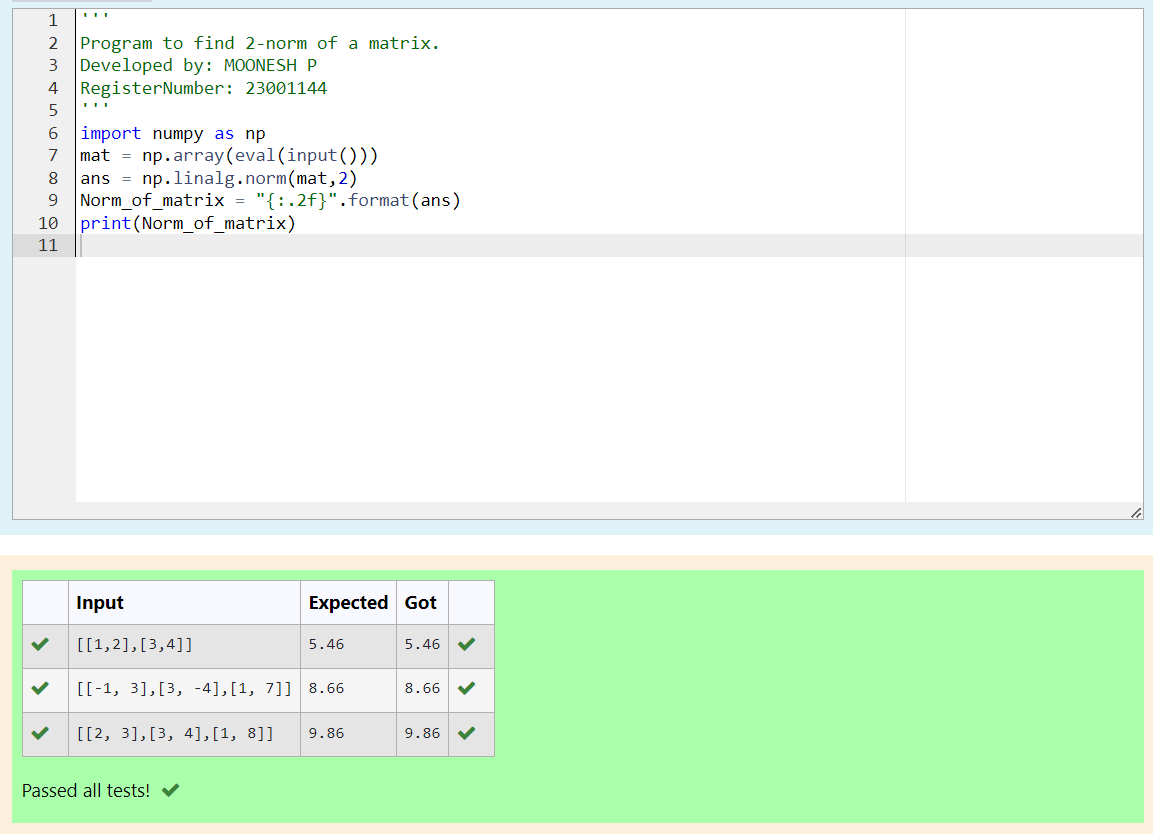 1 '''
2 Program to find 2-norm of a matrix.
3 Developed by: MOONESH P
4 RegisterNumber: 23001144
5 '''
6 import numpy as np
7 mat = np.array(eval(input()))
8 ans = np.linalg.norm(mat,2)
9 Norm_of_matrix = "{:.2f}".format(ans)
10 print(Norm_of_matrix)
11
Input Expected Got
[[1,2],[3,4]] 5.46 5.46
[[-1, 3],[3, -4],[1, 7]] 8.66 8.66
[[2, 3],[3, 4],[1, 8]] 9.86 9.86
Passed all tests!